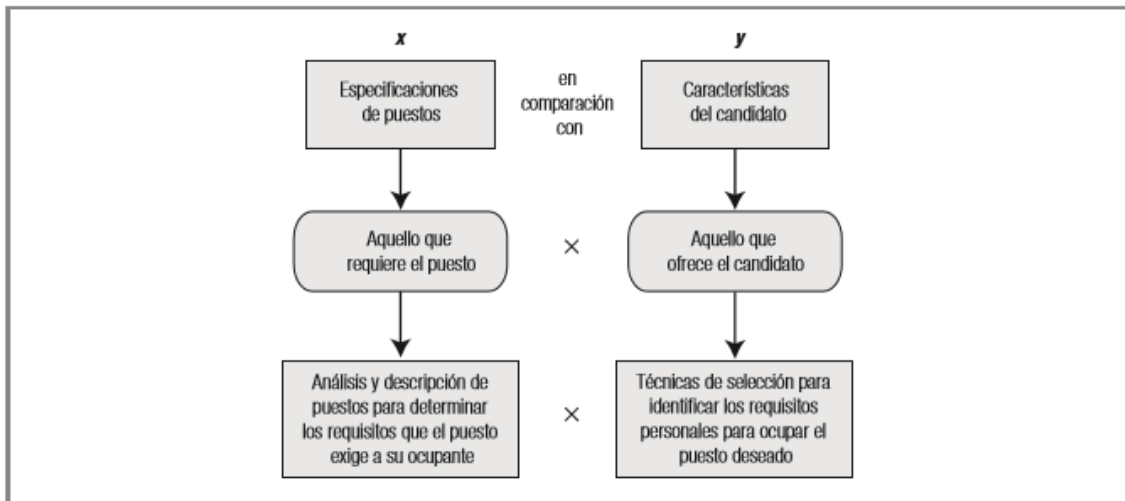 x
y
Especificaciones
de puestos
en
comparación
con
Características
del candidato
Aquello que
requiere el puesto
×
Aquello que
ofrece el candidato
Análisis y descripción de
puestos para determinar
los requisitos que el puesto
exige a su ocupante
×
Técnicas de selección para
identificar los requisitos
personales para ocupar el
puesto deseado